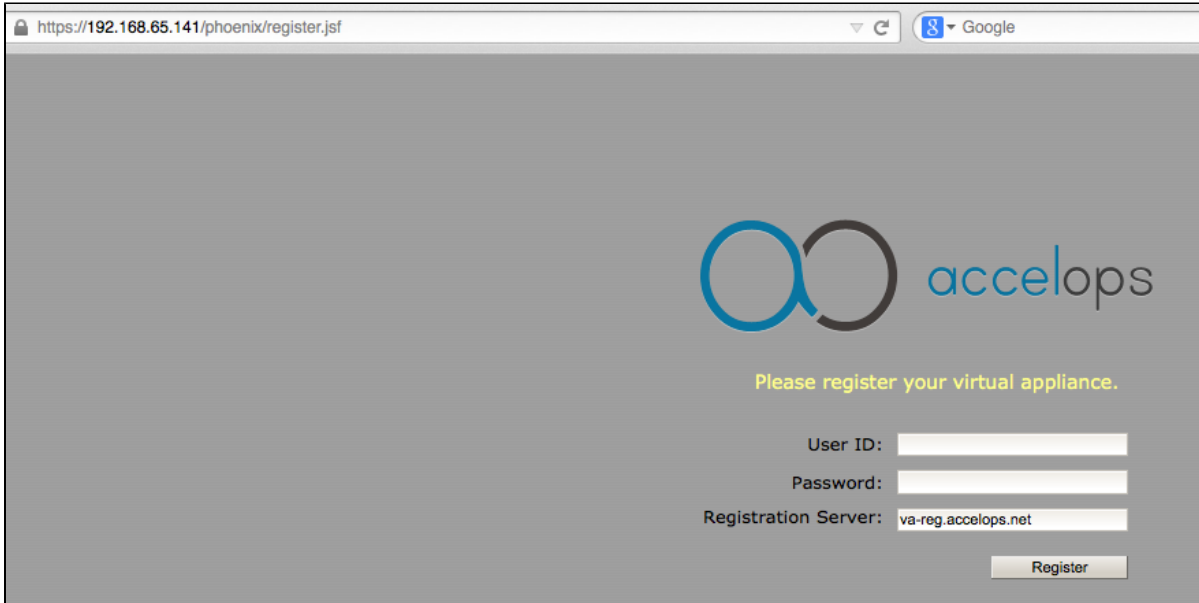 https://192.168.65.141/phoenix/register.jsf
8 Google
accelops
Please register your virtual appliance.
User ID:
Password:
Registration Server: va-reg.accelops.net
Register